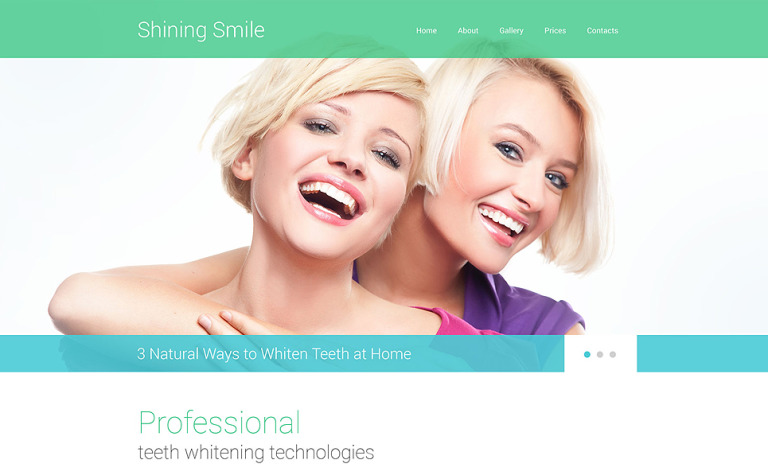 Shining Smile
Home About Gallery Prices Contacts
3 Natural Ways to Whiten Teeth at Home
Professional
teeth whitening technologies